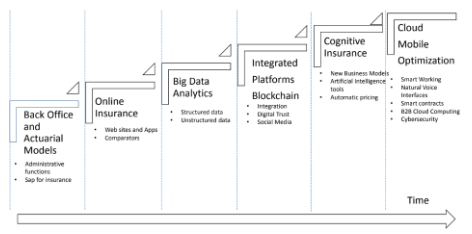 Back Office
and
Actuarial
Models
Administrative
functions
Sap for insurance
Online
Insurance
Web sites and Apps
Comparators
Big Data
Analytics
Structured data
Unstructured data
Integrated
Platforms
Blockchain
Integration
Digital Trust
Social Media
Cognitive
Insurance
New Business Models
Artificial Intelligence
tools
Automatic pricing
Cloud
Mobile
Optimization
Smart Working
Natural Voice
Interfaces
Smart contracts
B2B Cloud Computing
Cybersecurity
Time